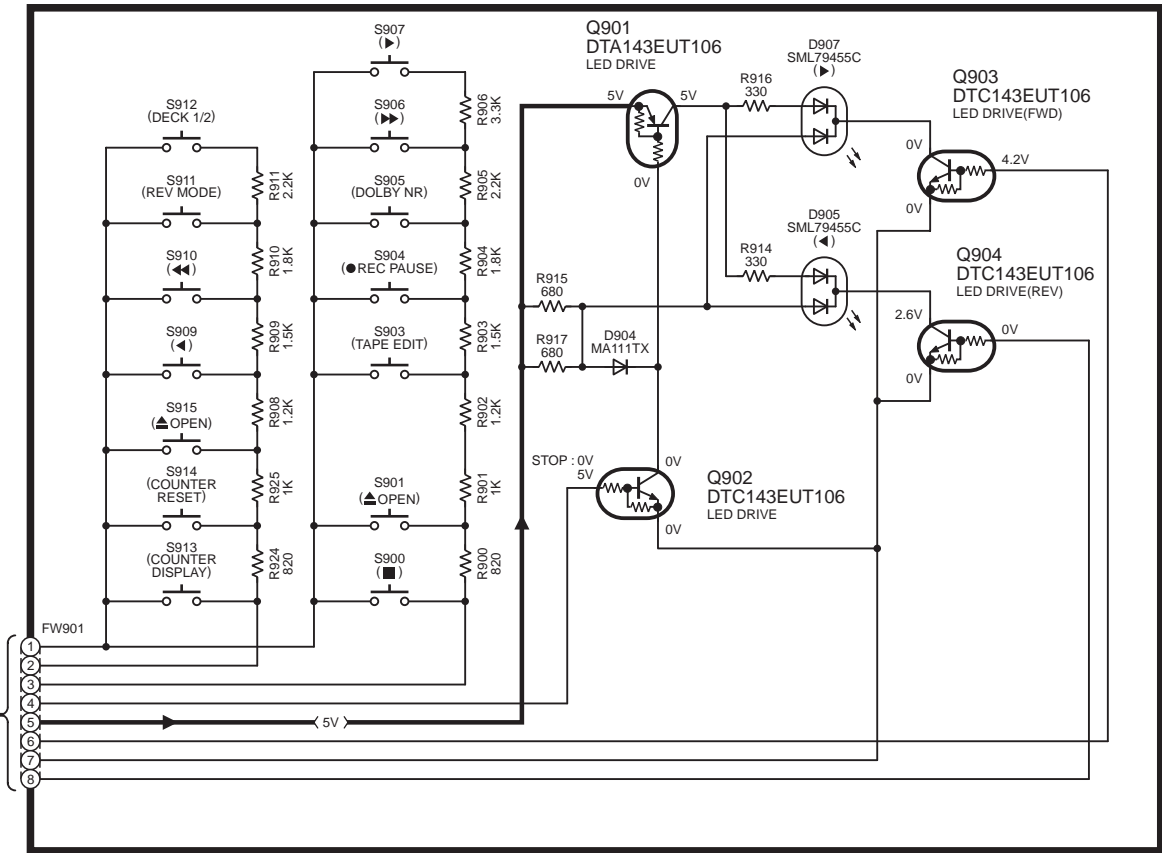 S907
(▶)
S906
(▶▶)
S905
(DOLBY NR)
S904
(●REC PAUSE)
S903
(TAPE EDIT)
S901
(⏏OPEN)
S900
(■)
S912
(DECK 1/2)
S911
(REV MODE)
S910
(◀◀)
S909
(◀)
S915
(⏏OPEN)
S914
(COUNTER
RESET)
S913
(COUNTER
DISPLAY)
R911
2.2K
R910
1.8K
R909
1.5K
R908
1.2K
R925
1K
R924
820
R906
3.3K
R905
2.2K
R904
1.8K
R903
1.5K
R902
1.2K
R901
1K
R900
820
Q901
DTA143EUT106
LED DRIVE
5V
5V
0V
R916
330
D907
SML79455C
(▶)
Q903
DTC143EUT106
LED DRIVE(FWD)
0V
4.2V
0V
D905
SML79455C
(◀)
R914
330
Q904
DTC143EUT106
LED DRIVE(REV)
2.6V
0V
0V
R915
680
R917
680
D904
MA111TX
STOP : 0V
5V
0V
0V
Q902
DTC143EUT106
LED DRIVE
FW901
1
2
3
4
5
6
7
8
5V